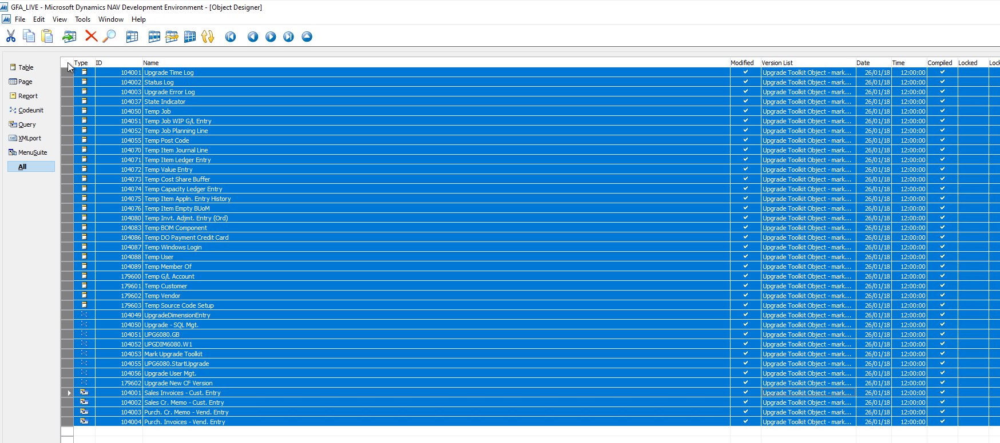 GFA_LIVE - Microsoft Dynamics NAV Development Environment - [Object Designer]
File Edit View Tools Window Help
Type ID Name Modified Version List Date Time Compiled Locked Lock
Table
Page
Report
Codeunit
Query
XMLport
MenuSuite
All
104001 Upgrade Time Log Upgrade Toolkit Object - mark... 26/01/18 12:00:00
104002 Status Log Upgrade Toolkit Object - mark... 26/01/18 12:00:00
104003 Upgrade Error Log Upgrade Toolkit Object - mark... 26/01/18 12:00:00
104037 State Indicator Upgrade Toolkit Object - mark... 26/01/18 12:00:00
104050 Temp Job Upgrade Toolkit Object - mark... 26/01/18 12:00:00
104051 Temp Job WIP G/L Entry Upgrade Toolkit Object - mark... 26/01/18 12:00:00
104052 Temp Job Planning Line Upgrade Toolkit Object - mark... 26/01/18 12:00:00
104055 Temp Post Code Upgrade Toolkit Object - mark... 26/01/18 12:00:00
104070 Temp Item Journal Line Upgrade Toolkit Object - mark... 26/01/18 12:00:00
104071 Temp Item Ledger Entry Upgrade Toolkit Object - mark... 26/01/18 12:00:00
104072 Temp Value Entry Upgrade Toolkit Object - mark... 26/01/18 12:00:00
104073 Temp Cost Share Buffer Upgrade Toolkit Object - mark... 26/01/18 12:00:00
104074 Temp Capacity Ledger Entry Upgrade Toolkit Object - mark... 26/01/18 12:00:00
104075 Temp Item Appln. Entry History Upgrade Toolkit Object - mark... 26/01/18 12:00:00
104076 Temp Item Empty BUoM Upgrade Toolkit Object - mark... 26/01/18 12:00:00
104080 Temp Invt. Adjmt. Entry (Ord) Upgrade Toolkit Object - mark... 26/01/18 12:00:00
104083 Temp BOM Component Upgrade Toolkit Object - mark... 26/01/18 12:00:00
104086 Temp DO Payment Credit Card Upgrade Toolkit Object - mark... 26/01/18 12:00:00
104087 Temp Windows Login Upgrade Toolkit Object - mark... 26/01/18 12:00:00
104088 Temp User Upgrade Toolkit Object - mark... 26/01/18 12:00:00
104089 Temp Member Of Upgrade Toolkit Object - mark... 26/01/18 12:00:00
179600 Temp G/L Account Upgrade Toolkit Object - mark... 26/01/18 12:00:00
179601 Temp Customer Upgrade Toolkit Object - mark... 26/01/18 12:00:00
179602 Temp Vendor Upgrade Toolkit Object - mark... 26/01/18 12:00:00
179603 Temp Source Code Setup Upgrade Toolkit Object - mark... 26/01/18 12:00:00
104049 UpgradeDimensionEntry Upgrade Toolkit Object - mark... 26/01/18 12:00:00
104050 Upgrade - SQL Mgt. Upgrade Toolkit Object - mark... 26/01/18 12:00:00
104051 UPG6080.GB Upgrade Toolkit Object - mark... 26/01/18 12:00:00
104052 UPGDIM6080.W1 Upgrade Toolkit Object - mark... 26/01/18 12:00:00
104053 Mark Upgrade Toolkit Upgrade Toolkit Object - mark... 26/01/18 12:00:00
104055 UPG6080.StartUpgrade Upgrade Toolkit Object - mark... 26/01/18 12:00:00
104056 Upgrade User Mgt. Upgrade Toolkit Object - mark... 26/01/18 12:00:00
179602 Upgrade New CF Version Upgrade Toolkit Object - mark... 26/01/18 12:00:00
104001 Sales Invoices - Cust. Entry Upgrade Toolkit Object - mark... 26/01/18 12:00:00
104002 Sales Cr. Memo - Cust. Entry Upgrade Toolkit Object - mark... 26/01/18 12:00:00
104003 Purch. Cr. Memo - Vend. Entry Upgrade Toolkit Object - mark... 26/01/18 12:00:00
104004 Purch. Invoices - Vend. Entry Upgrade Toolkit Object - mark... 26/01/18 12:00:00